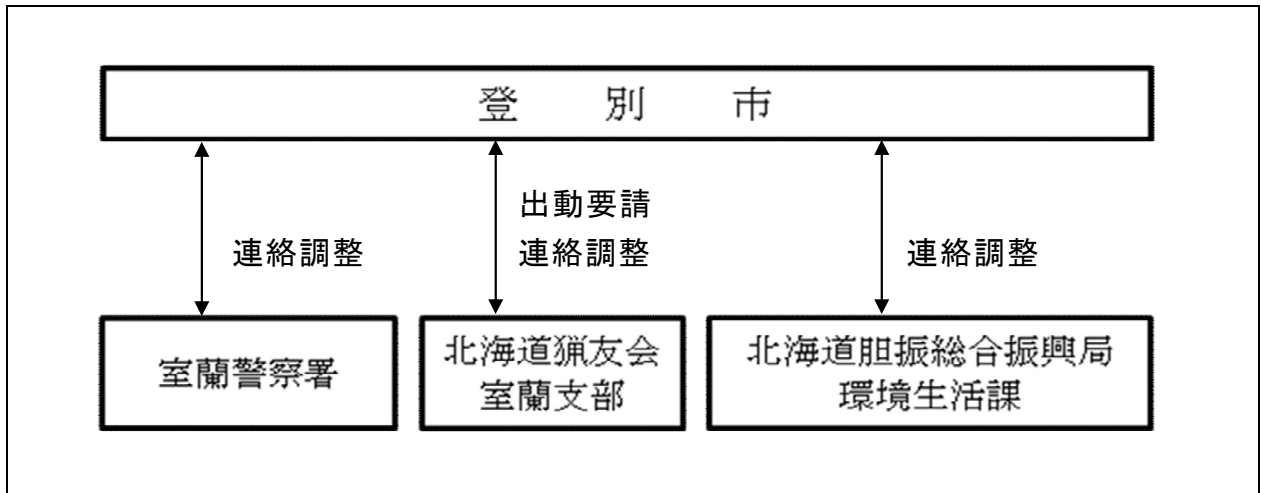 登別市
出動要請
連絡調整
連絡調整
連絡調整
室蘭警察署
北海道猟友会
室蘭支部
北海道胆振総合振興局
環境生活課